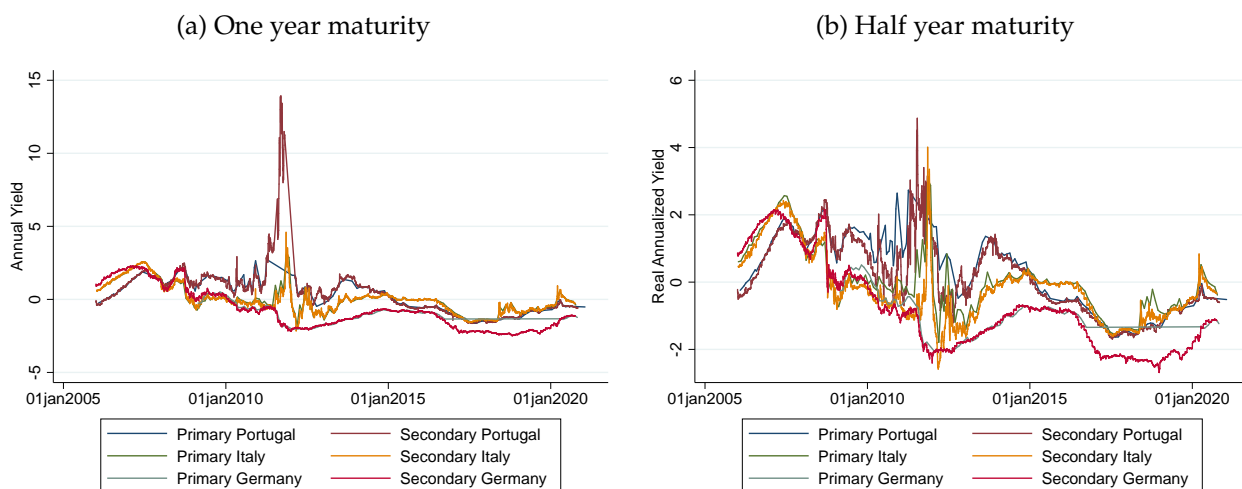 (a) One year maturity
Annual Yield
15
10
5
0
-5
01jan2005 01jan2010 01jan2015 01jan2020
Primary Portugal Secondary Portugal
Primary Italy Secondary Italy
Primary Germany Secondary Germany
(b) Half year maturity
Real Annualized Yield
6
4
2
0
-2
01jan2005 01jan2010 01jan2015 01jan2020
Primary Portugal Secondary Portugal
Primary Italy Secondary Italy
Primary Germany Secondary Germany